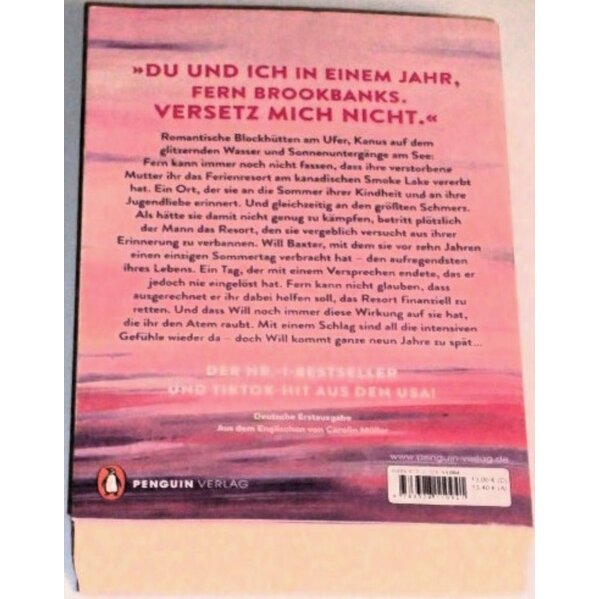 »DU UND ICH IN EINEM JAHR,
FERN BROOKBANKS.
VERSETZ MICH NICHT.«
Romantische Blockhütten am Ufer, Kanus auf dem
glitzernden Wasser und Sonnenuntergänge am See:
Fern kann immer noch nicht fassen, dass ihre verstorbene
Mutter ihr das Ferienresort am kanadischen Smoke Lake vererbt
hat. Ein Ort, der sie an die Sommer ihrer Kindheit und an ihre
Jugendliebe erinnert. Und gleichzeitig an den größten Schmerz.
Als hätte sie damit nicht genug zu kämpfen, betritt plötzlich
der Mann das Resort, den sie vergeblich versucht aus ihrer
Erinnerung zu verbannen. Will Baxter, mit dem sie vor zehn Jahren
einen einzigen Sommertag verbracht hat – den aufregendsten
ihres Lebens. Ein Tag, der mit einem Versprechen endete, das er
jedoch nie eingelöst hat. Fern kann nicht glauben, dass
ausgerechnet er ihr dabei helfen soll, das Resort finanziell zu
retten. Und dass Will noch immer diese Wirkung auf sie hat,
die ihr den Atem raubt. Mit einem Schlag sind all die intensiven
Gefühle wieder da – doch Will kommt ganze neun Jahre zu spät...
DER NR.-1-BESTSELLER
UND TIKTOK-HIT AUS DEN USA!
Deutsche Erstausgabe
Aus dem Englischen von Carolin Müller
www.penguin-verlag.de
13,00 € (D)
13,40 € (A)
PENGUIN VERLAG